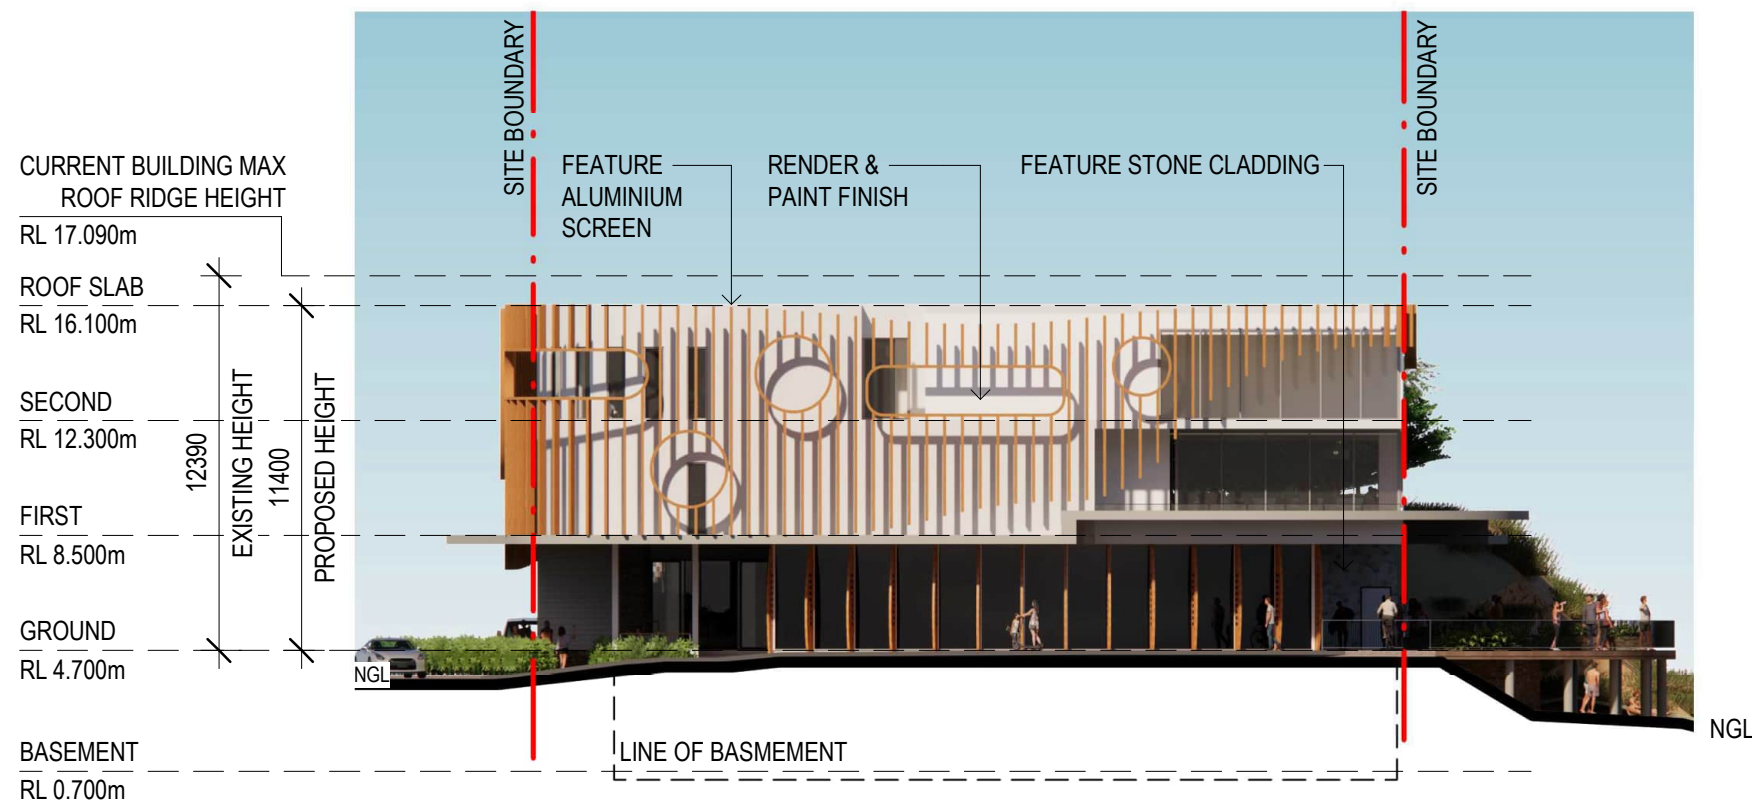 SITE BOUNDARY
SITE BOUNDARY
CURRENT BUILDING MAX
ROOF RIDGE HEIGHT
RL 17.090m
FEATURE
ALUMINIUM
SCREEN
RENDER &
PAINT FINISH
FEATURE STONE CLADDING
ROOF SLAB
RL 16.100m
SECOND
RL 12.300m
12390
EXISTING HEIGHT
11400
PROPOSED HEIGHT
FIRST
RL 8.500m
GROUND
RL 4.700m
NGL
NGL
BASEMENT
RL 0.700m
LINE OF BASMEMENT